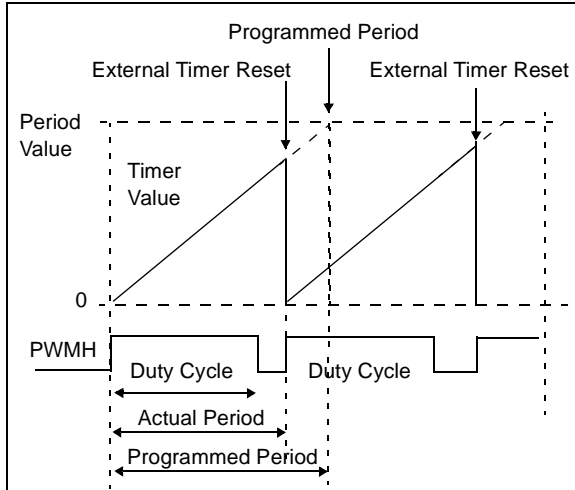 Programmed Period
External Timer Reset
External Timer Reset
Period
Value
Timer
Value
0
PWMH
Duty Cycle
Duty Cycle
Actual Period
Programmed Period